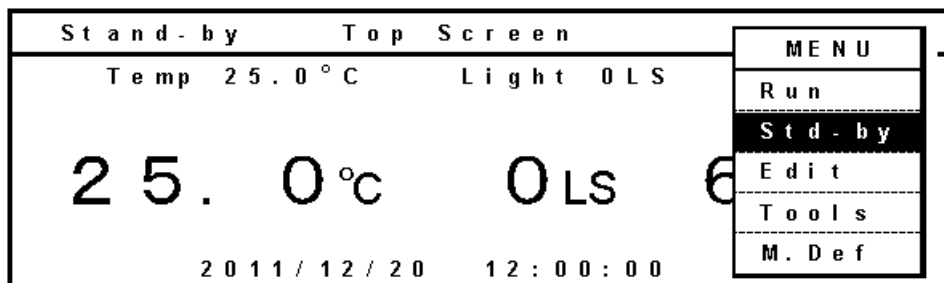 Stand-by Top Screen
Temp 25.0°C Light 0LS
25.0℃ 0LS 6
2011/12/20 12:00:00
MENU
Run
Std-by
Edit
Tools
M.Def